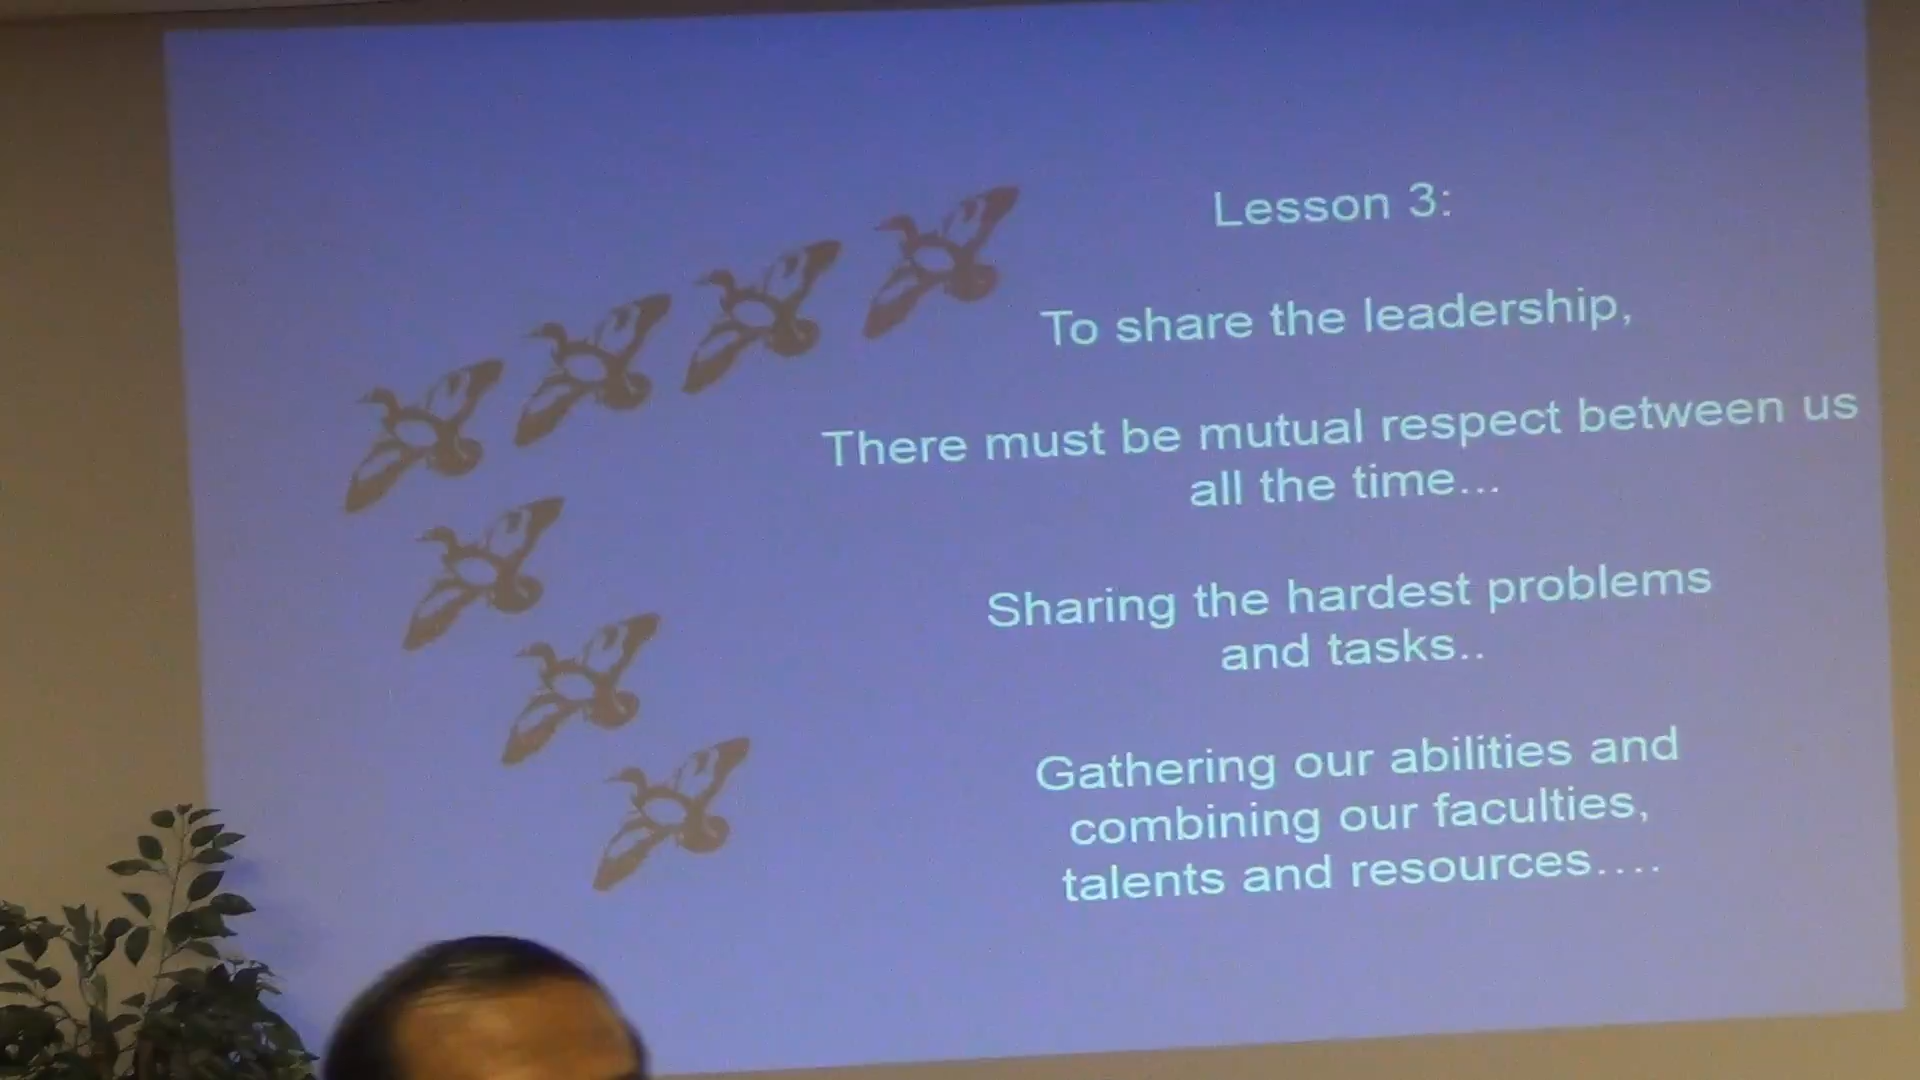 Lesson 3:
To share the leadership,
There must be mutual respect between us
all the time...
Sharing the hardest problems
and tasks..
Gathering our abilities and
combining our faculties,
talents and resources....